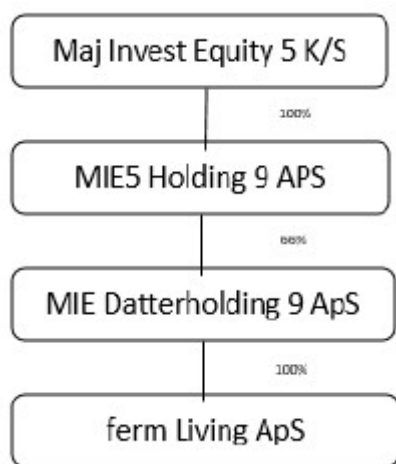 Maj Invest Equity 5 K/S
100%
MIE5 Holding 9 APS
66%
MIE Datterholding 9 ApS
100%
ferm Living ApS